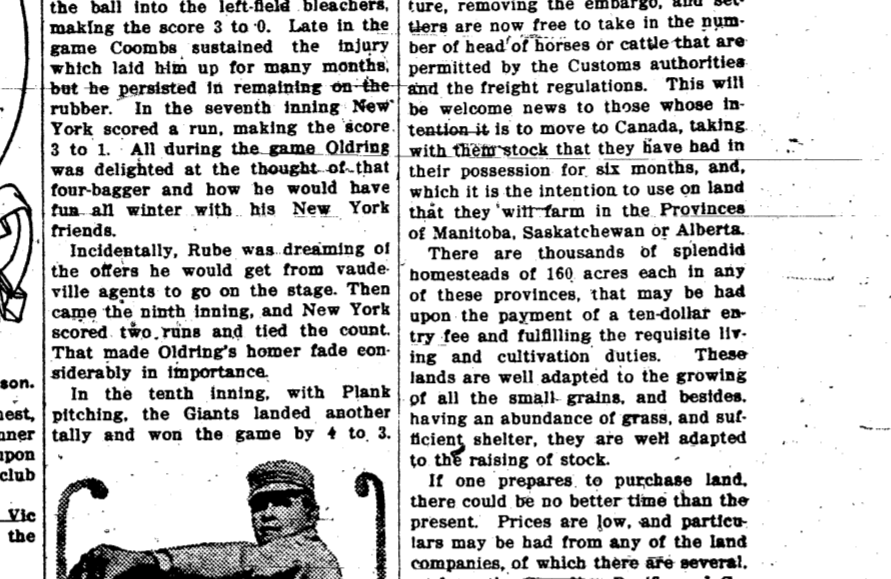 son.
nest,
nner
upon
club
Vic
the
the ball into the left-field bleachers,
making the score 3 to 0. Late in the
game Coombs sustained the injury
which laid him up for many months,
but he persisted in remaining on the
rubber. In the seventh inning New
York scored a run, making the score
3 to 1. All during the game Oldring
was delighted at the thought of that
four-bagger and how he would have
fun all winter with his New York
friends.
Incidentally, Rube was dreaming of
the offers he would get from vaude-
ville agents to go on the stage. Then
came the ninth inning, and New York
scored two runs and tied the count.
That made Oldring's homer fade con-
siderably in importance.
In the tenth inning, with Plank
pitching, the Giants landed another
tally and won the game by 4 to 3.
ture, removing the embargo, and set-
tlers are now free to take in the num-
ber of head of horses or cattle that are
permitted by the Customs authorities
and the freight regulations. This will
be welcome news to those whose in-
tention it is to move to Canada, taking
with them stock that they have had in
their possession for six months, and,
which it is the intention to use on land
that they will farm in the Provinces
of Manitoba, Saskatchewan or Alberta.
There are thousands of splendid
homesteads of 160 acres each in any
of these provinces, that may be had
upon the payment of a ten-dollar en-
try fee and fulfilling the requisite liv-
ing and cultivation duties. These
lands are well adapted to the growing
of all the small grains, and besides,
having an abundance of grass, and suf-
ficient shelter, they are well adapted
to the raising of stock.
If one prepares to purchase land,
there could be no better time than the
present. Prices are low, and particu-
lars may be had from any of the land
companies, of which there are several,